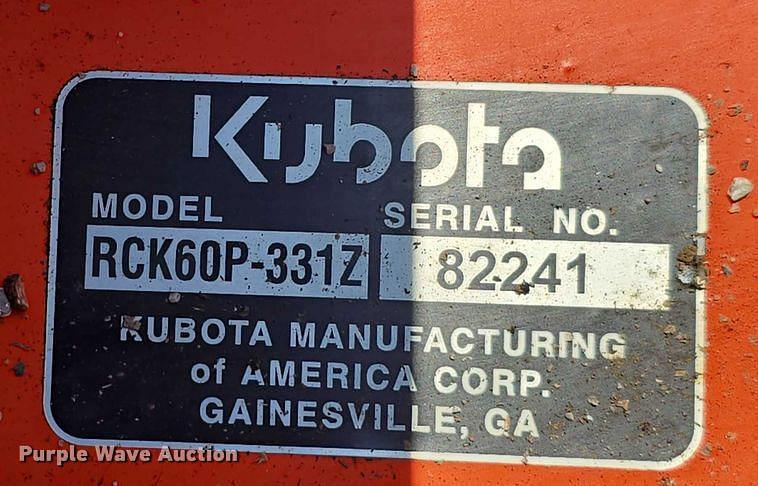 Kubota
MODEL SERIAL NO.
RCK60P-331Z 82241
KUBOTA MANUFACTURING
of AMERICA CORP.
GAINESVILLE, GA
Purple Wave Auction